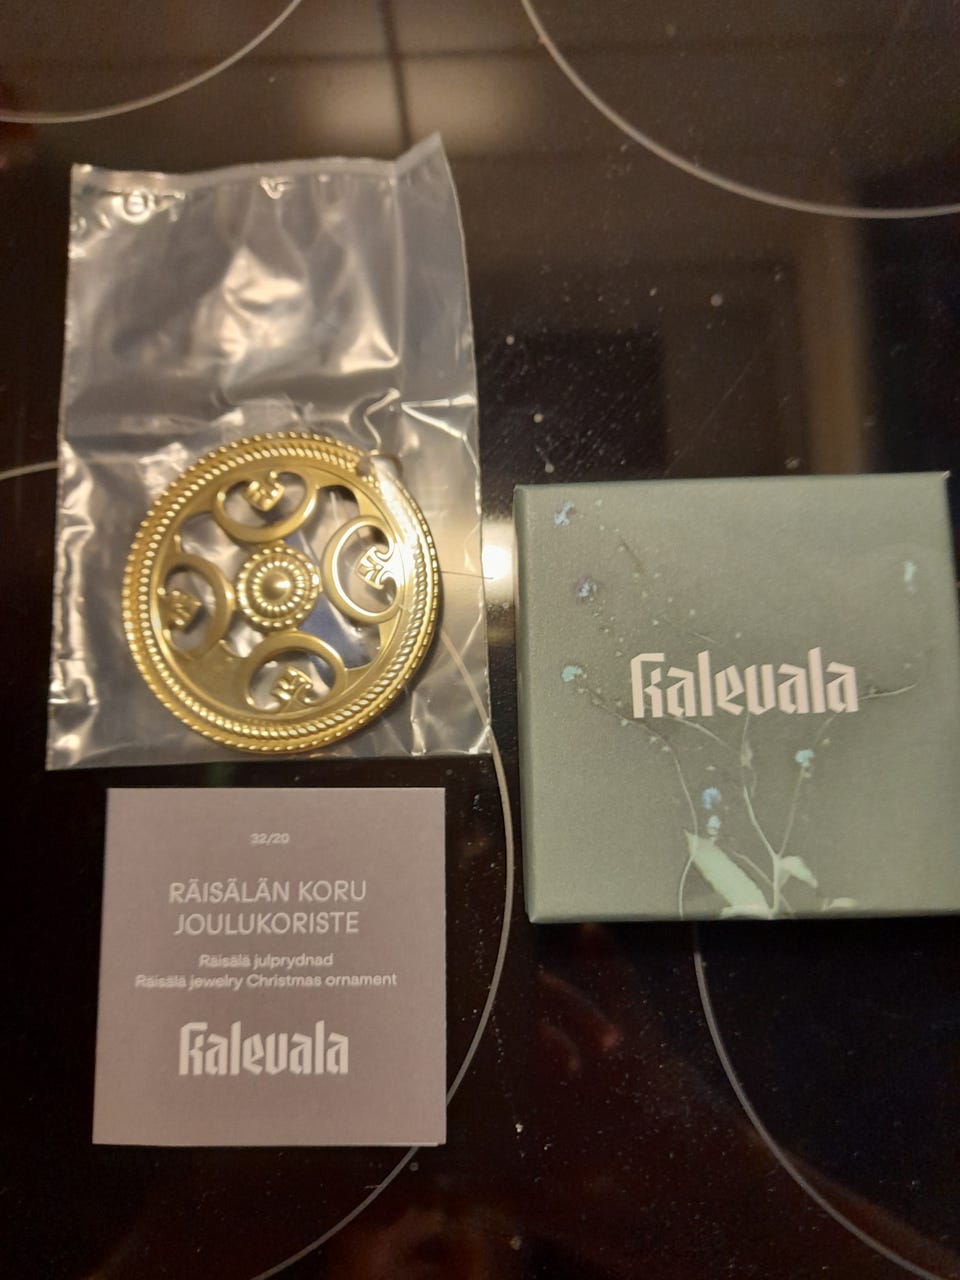 Kalevala
32/20
RÄISÄLÄN KORU
JOULUKORISTE
Räisälä julprydnad
Räisälä jewelry Christmas ornament
Kalevala